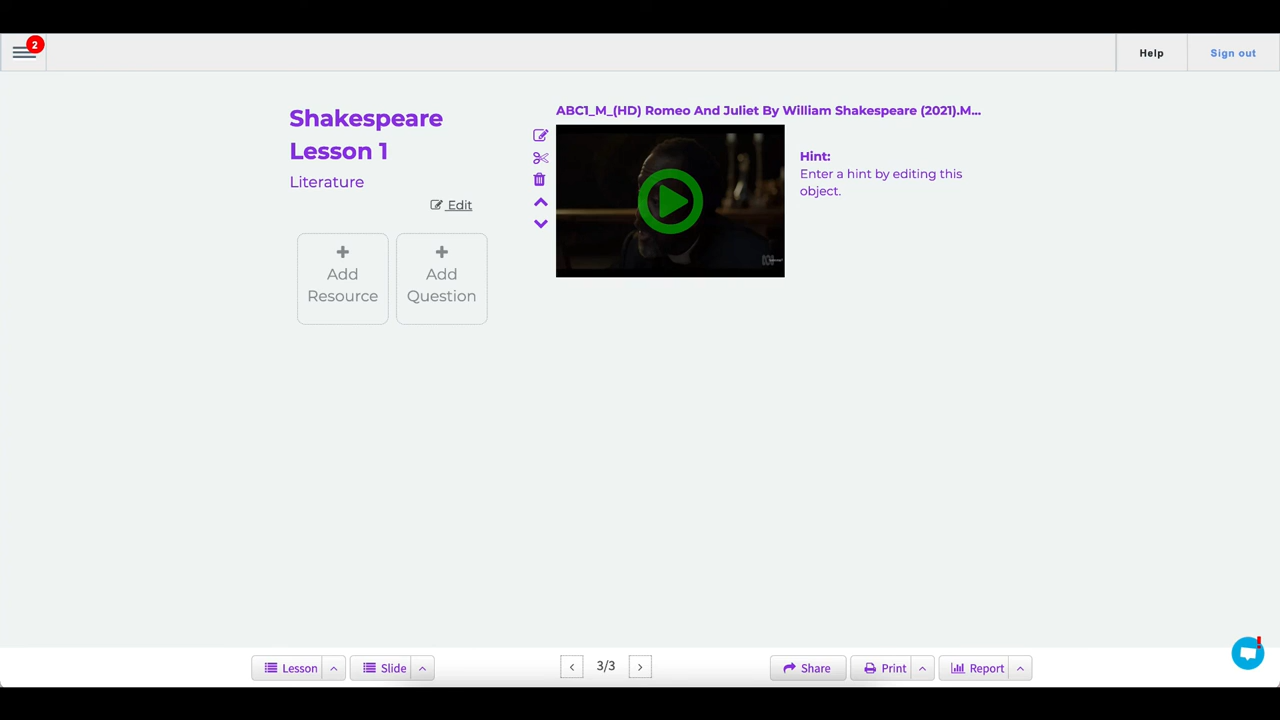 2
Help
Sign out
Shakespeare
Lesson 1
Literature
Edit
+
Add
Resource
+
Add
Question
ABC1_M_(HD) Romeo And Juliet By William Shakespeare (2021).M...
Hint:
Enter a hint by editing this
object.
Lesson
Slide
3/3
Share
Print
Report